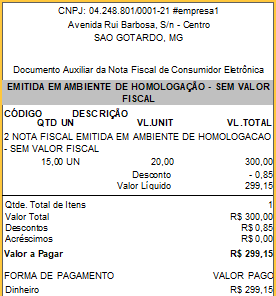 CNPJ: 04.248.801/0001-21 #empresa1
Avenida Rui Barbosa, S/n - Centro
SAO GOTARDO, MG
Documento Auxiliar da Nota Fiscal de Consumidor Eletrônica
EMITIDA EM AMBIENTE DE HOMOLOGAÇÃO - SEM VALOR
FISCAL
CÓDIGO DESCRIÇÃO
QTD UN VL.UNIT VL.TOTAL
2 NOTA FISCAL EMITIDA EM AMBIENTE DE HOMOLOGACAO
- SEM VALOR FISCAL
15,00 UN 20,00 300,00
Desconto - 0,85
Valor Líquido 299,15
Qtde. Total de Itens 1
Valor Total R$ 300,00
Descontos R$ 0,85
Acréscimos R$ 0,00
Valor a Pagar R$ 299,15
FORMA DE PAGAMENTO VALOR PAGO
Dinheiro R$ 299,15